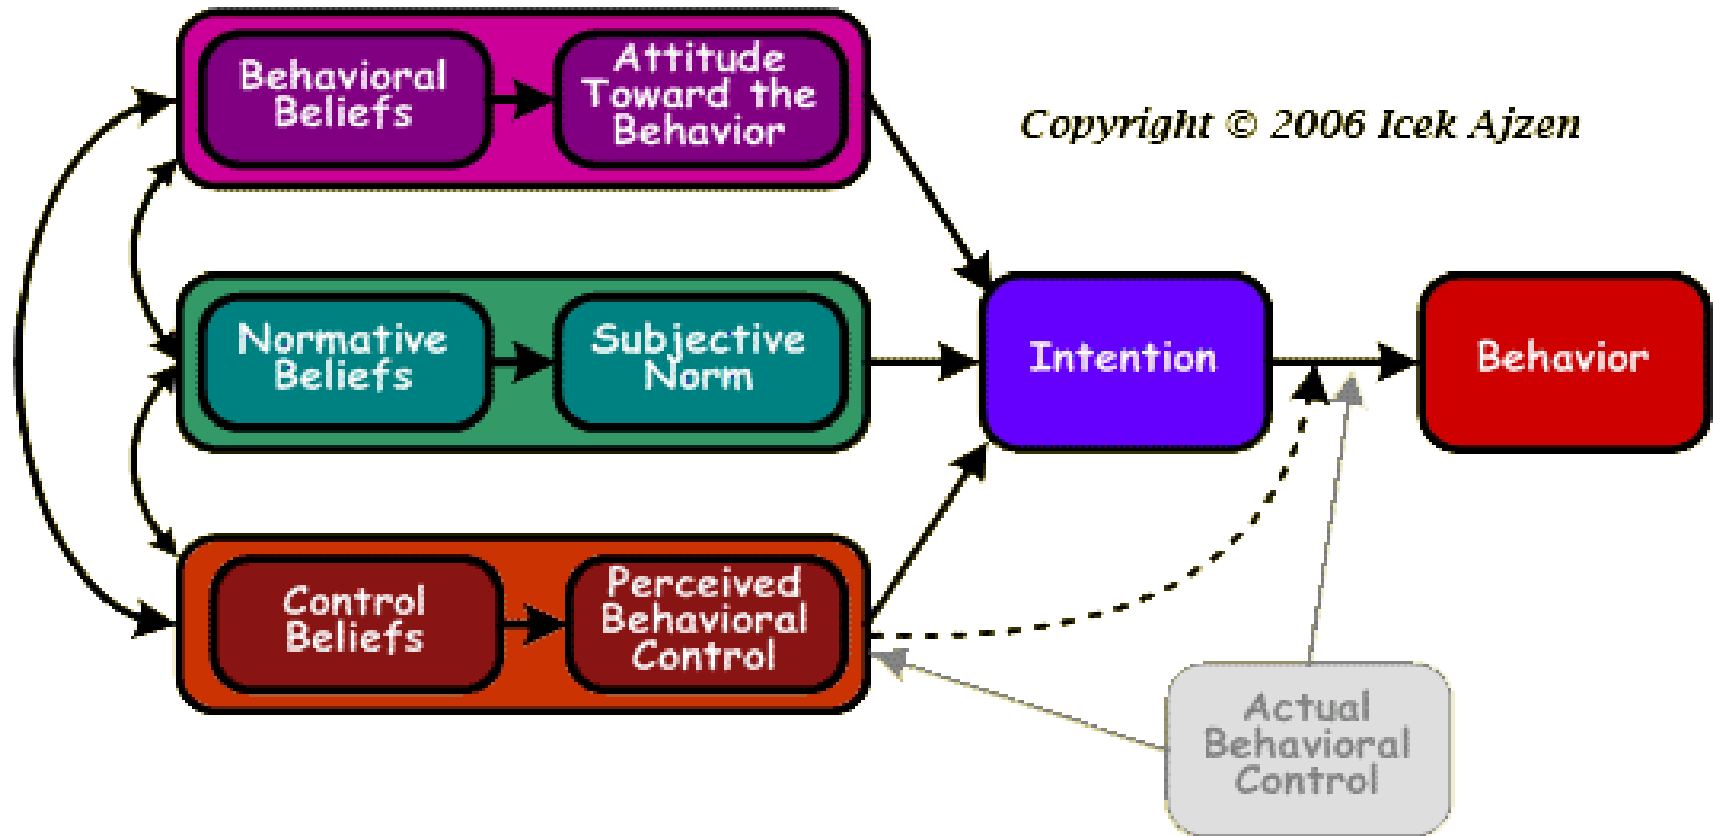 Behavioral
Beliefs
Attitude
Toward the
Behavior
Copyright © 2006 Icek Ajzen
Normative
Beliefs
Subjective
Norm
Intention
Behavior
Control
Beliefs
Perceived
Behavioral
Control
Actual
Behavioral
Control